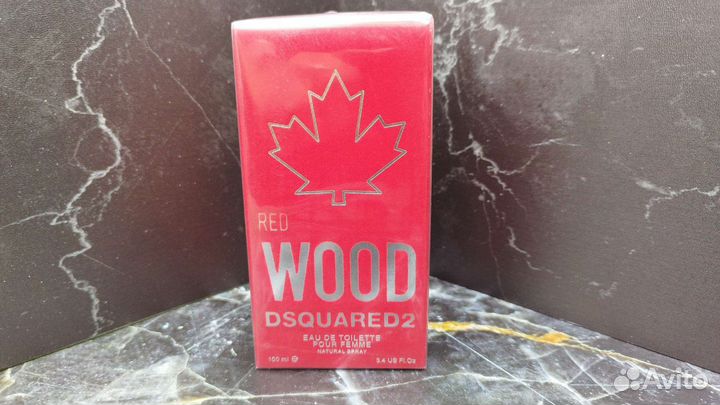 RED
WOOD
DSQUARED2
EAU DE TOILETTE
POUR FEMME
NATURAL SPRAY
100 ml ℮ 3.4 US Fl.Oz
Avito